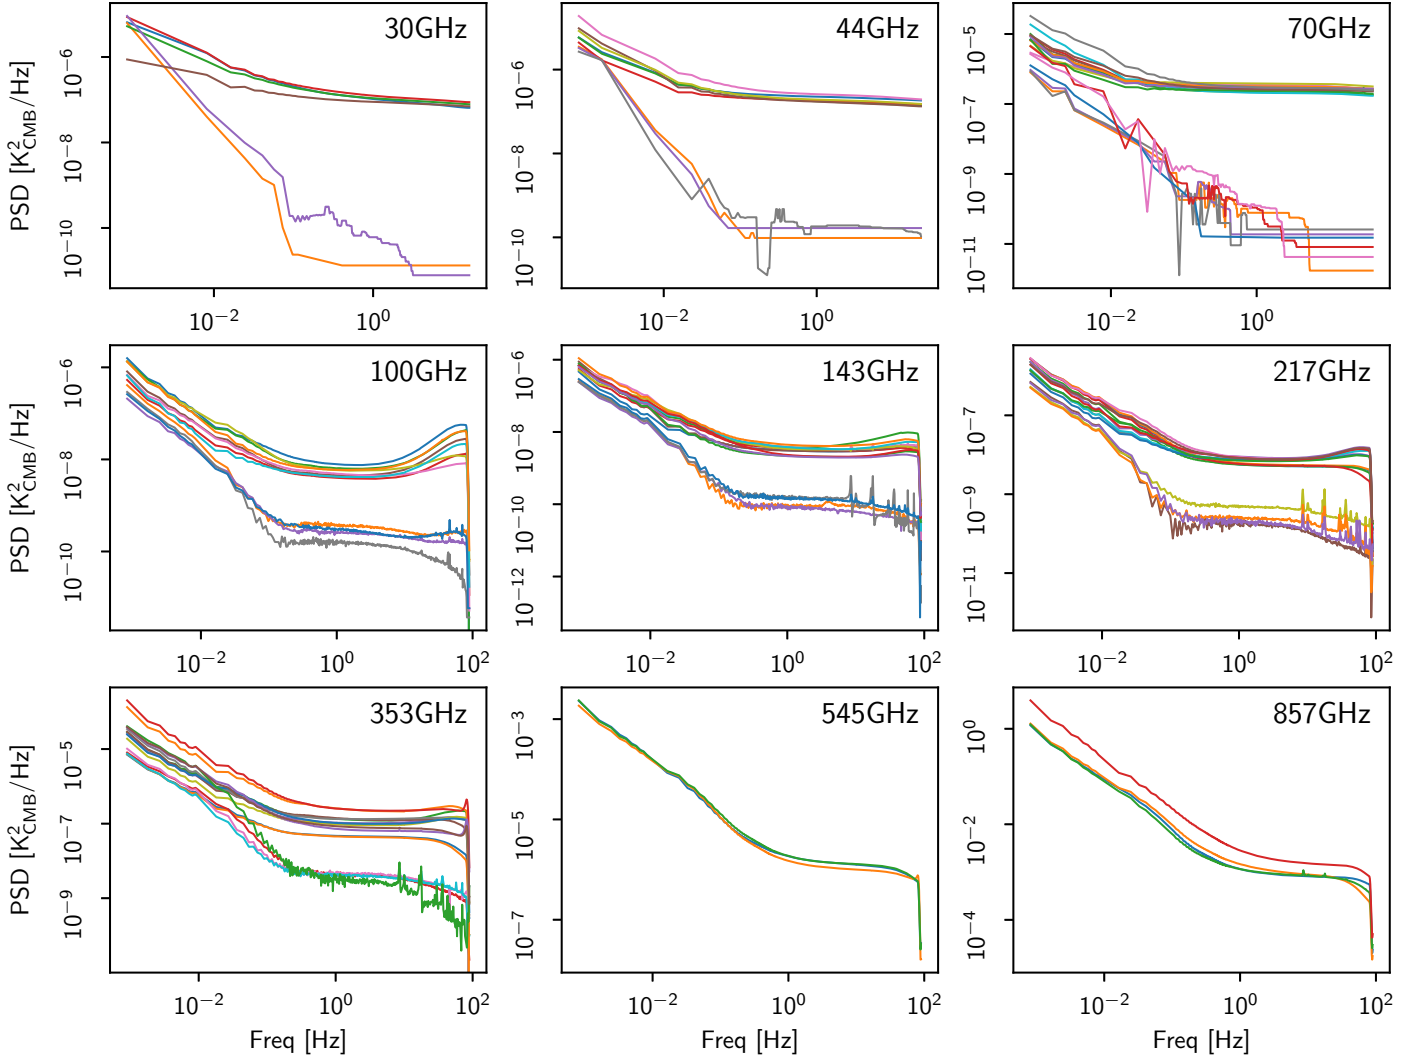 30GHz
44GHz
70GHz
PSD [K²_CMB/Hz]
10⁻⁶
10⁻⁸
10⁻¹⁰
10⁻⁶
10⁻⁸
10⁻¹⁰
10⁻⁵
10⁻⁷
10⁻⁹
10⁻¹¹
10⁻² 10⁰
10⁻² 10⁰
10⁻² 10⁰
100GHz
143GHz
217GHz
PSD [K²_CMB/Hz]
10⁻⁶
10⁻⁸
10⁻¹⁰
10⁻⁶
10⁻⁸
10⁻¹⁰
10⁻¹²
10⁻⁷
10⁻⁹
10⁻¹¹
10⁻² 10⁰ 10²
10⁻² 10⁰ 10²
10⁻² 10⁰ 10²
353GHz
545GHz
857GHz
PSD [K²_CMB/Hz]
10⁻⁵
10⁻⁷
10⁻⁹
10⁻³
10⁻⁵
10⁻⁷
10⁰
10⁻²
10⁻⁴
10⁻² 10⁰ 10²
10⁻² 10⁰ 10²
10⁻² 10⁰ 10²
Freq [Hz]
Freq [Hz]
Freq [Hz]